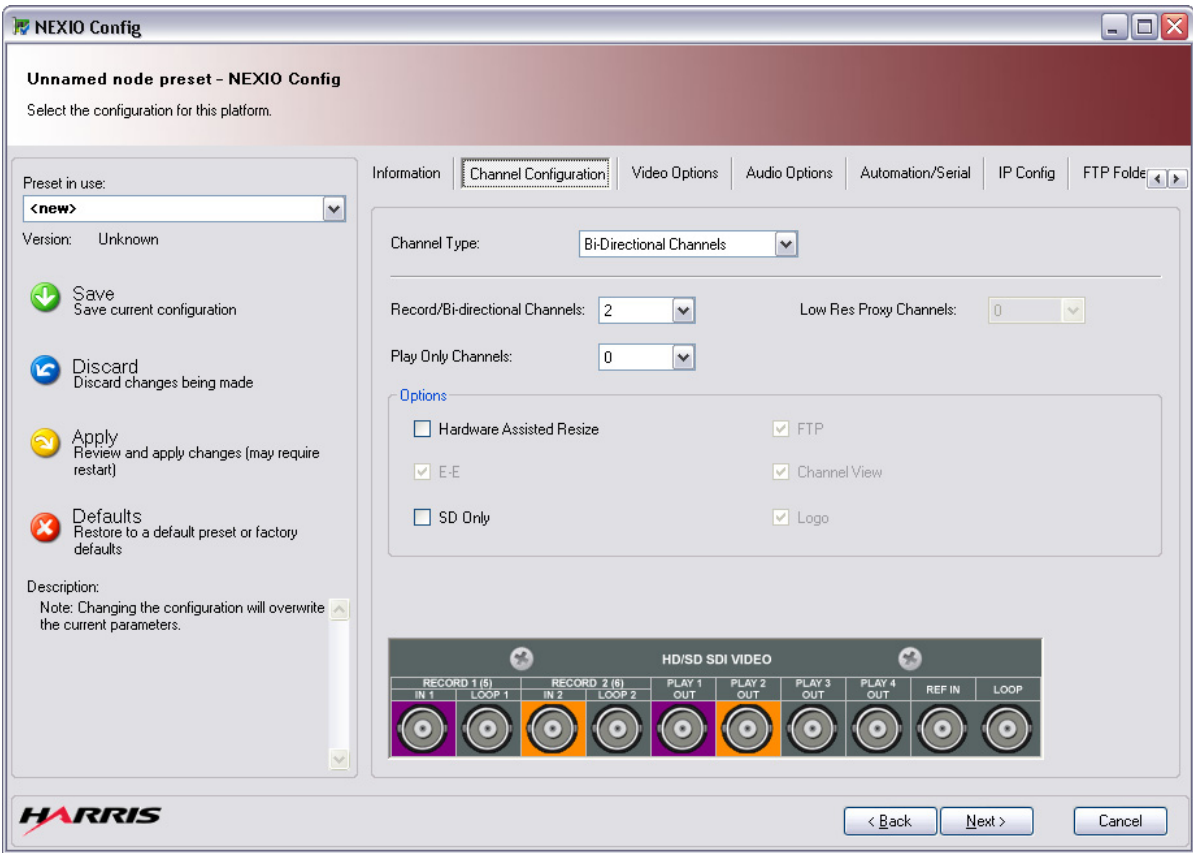 NEXIO Config
Unnamed node preset - NEXIO Config
Select the configuration for this platform.
Preset in use:
<new>
Version: Unknown
Save
Save current configuration
Discard
Discard changes being made
Apply
Review and apply changes (may require
restart)
Defaults
Restore to a default preset or factory
defaults
Description:
Note: Changing the configuration will overwrite
the current parameters.
Information Channel Configuration Video Options Audio Options Automation/Serial IP Config FTP Folde
Channel Type: Bi-Directional Channels
Record/Bi-directional Channels: 2 Low Res Proxy Channels: 0
Play Only Channels: 0
Options
Hardware Assisted Resize FTP
E-E Channel View
SD Only Logo
HD/SD SDI VIDEO
RECORD 1 (5) RECORD 2 (6) PLAY 1 PLAY 2 PLAY 3 PLAY 4 REF IN LOOP
IN 1 LOOP 1 IN 2 LOOP 2 OUT OUT OUT OUT
HARRIS
< Back Next > Cancel